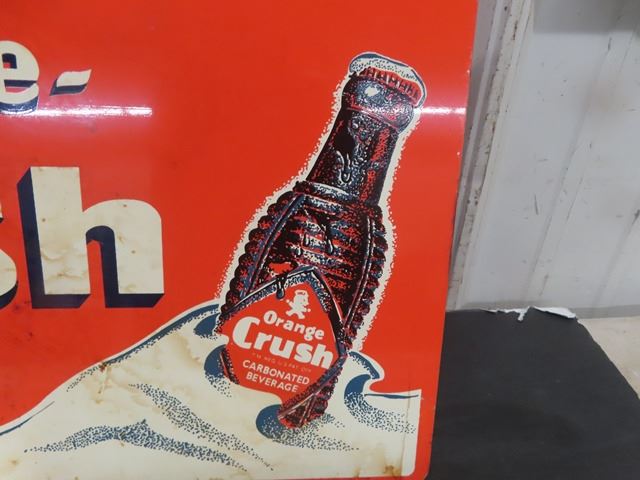 e-
sh
Orange
Crush
CARBONATED
BEVERAGE